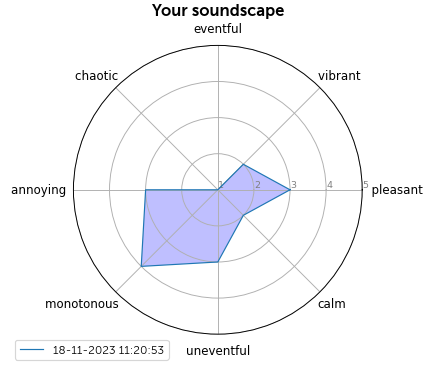 Your soundscape
eventful
chaotic
vibrant
annoying
1 2 3 4 5
pleasant
monotonous
calm
uneventful
18-11-2023 11:20:53